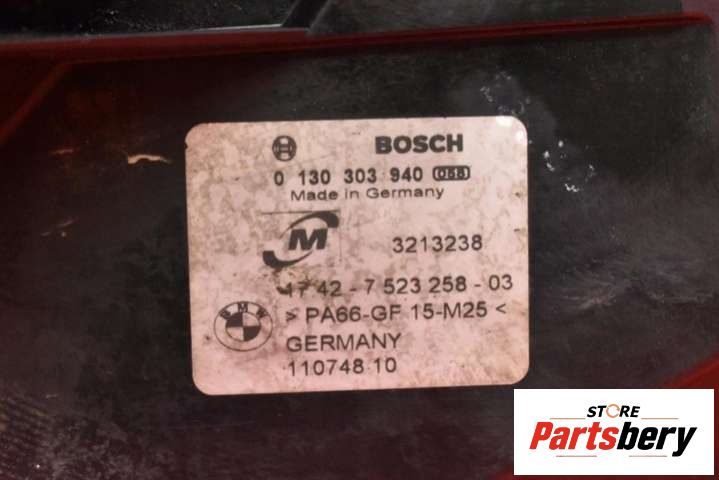 BOSCH
0 130 303 940 058
Made in Germany
M
3213238
17 42 - 7 523 258 - 03
BMW
> PA66-GF 15-M25 <
GERMANY
110748 10
STORE
Partsbery